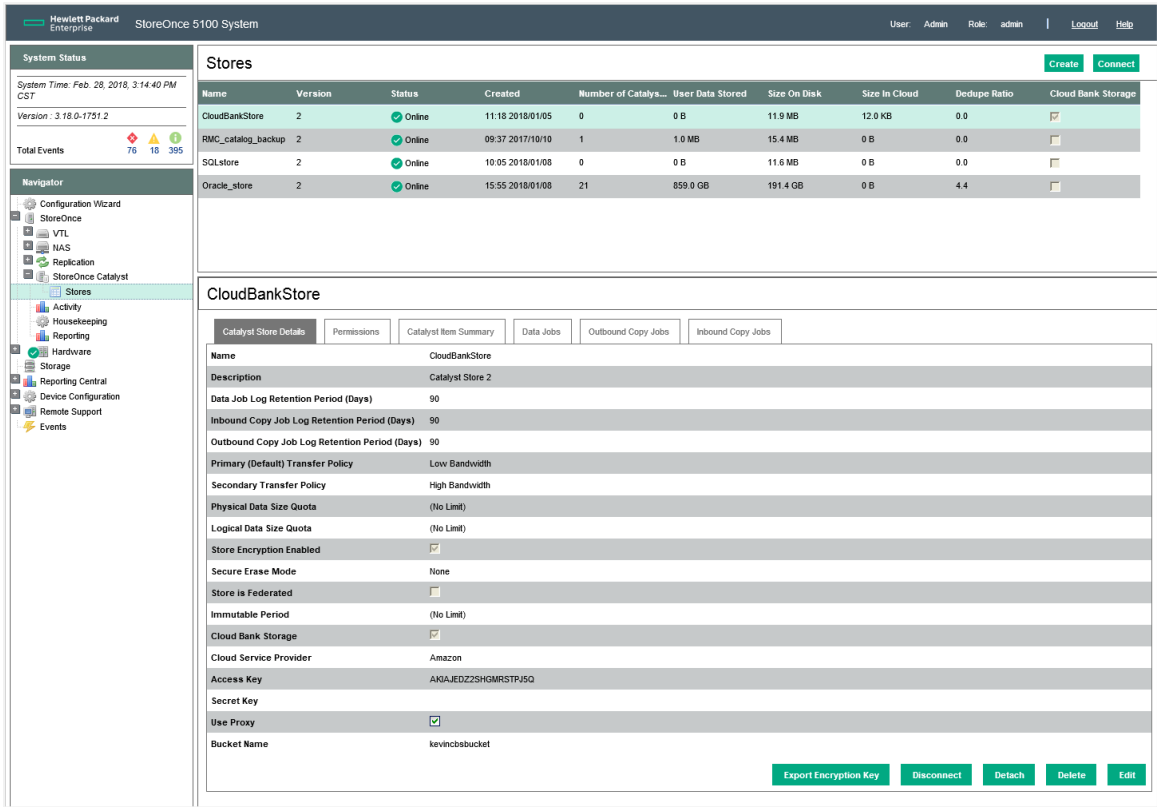 Hewlett Packard
Enterprise
StoreOnce 5100 System
User: Admin Role: admin | Logout Help
System Status
System Time: Feb. 28, 2018, 3:14:40 PM
CST
Version : 3.18.0-1751.2
Total Events 76 18 395
Navigator
Configuration Wizard
StoreOnce
VTL
NAS
Replication
StoreOnce Catalyst
Stores
Activity
Housekeeping
Reporting
Hardware
Storage
Reporting Central
Device Configuration
Remote Support
Events
Stores
Create Connect
Name Version Status Created Number of Catalys... User Data Stored Size On Disk Size In Cloud Dedupe Ratio Cloud Bank Storage
CloudBankStore 2 Online 11:18 2018/01/05 0 0 B 11.9 MB 12.0 KB 0.0
RMC_catalog_backup 2 Online 09:37 2017/10/10 1 1.0 MB 15.4 MB 0 B 0.0
SQLstore 2 Online 10:05 2018/01/08 0 0 B 11.6 MB 0 B 0.0
Oracle_store 2 Online 15:55 2018/01/08 21 859.0 GB 191.4 GB 0 B 4.4
CloudBankStore
Catalyst Store Details Permissions Catalyst Item Summary Data Jobs Outbound Copy Jobs Inbound Copy Jobs
Name CloudBankStore
Description Catalyst Store 2
Data Job Log Retention Period (Days) 90
Inbound Copy Job Log Retention Period (Days) 90
Outbound Copy Job Log Retention Period (Days) 90
Primary (Default) Transfer Policy Low Bandwidth
Secondary Transfer Policy High Bandwidth
Physical Data Size Quota (No Limit)
Logical Data Size Quota (No Limit)
Store Encryption Enabled
Secure Erase Mode None
Store is Federated
Immutable Period (No Limit)
Cloud Bank Storage
Cloud Service Provider Amazon
Access Key AKIAJEDZ2SHGMRSTPJ5Q
Secret Key
Use Proxy
Bucket Name kevincbsbucket
Export Encryption Key Disconnect Detach Delete Edit